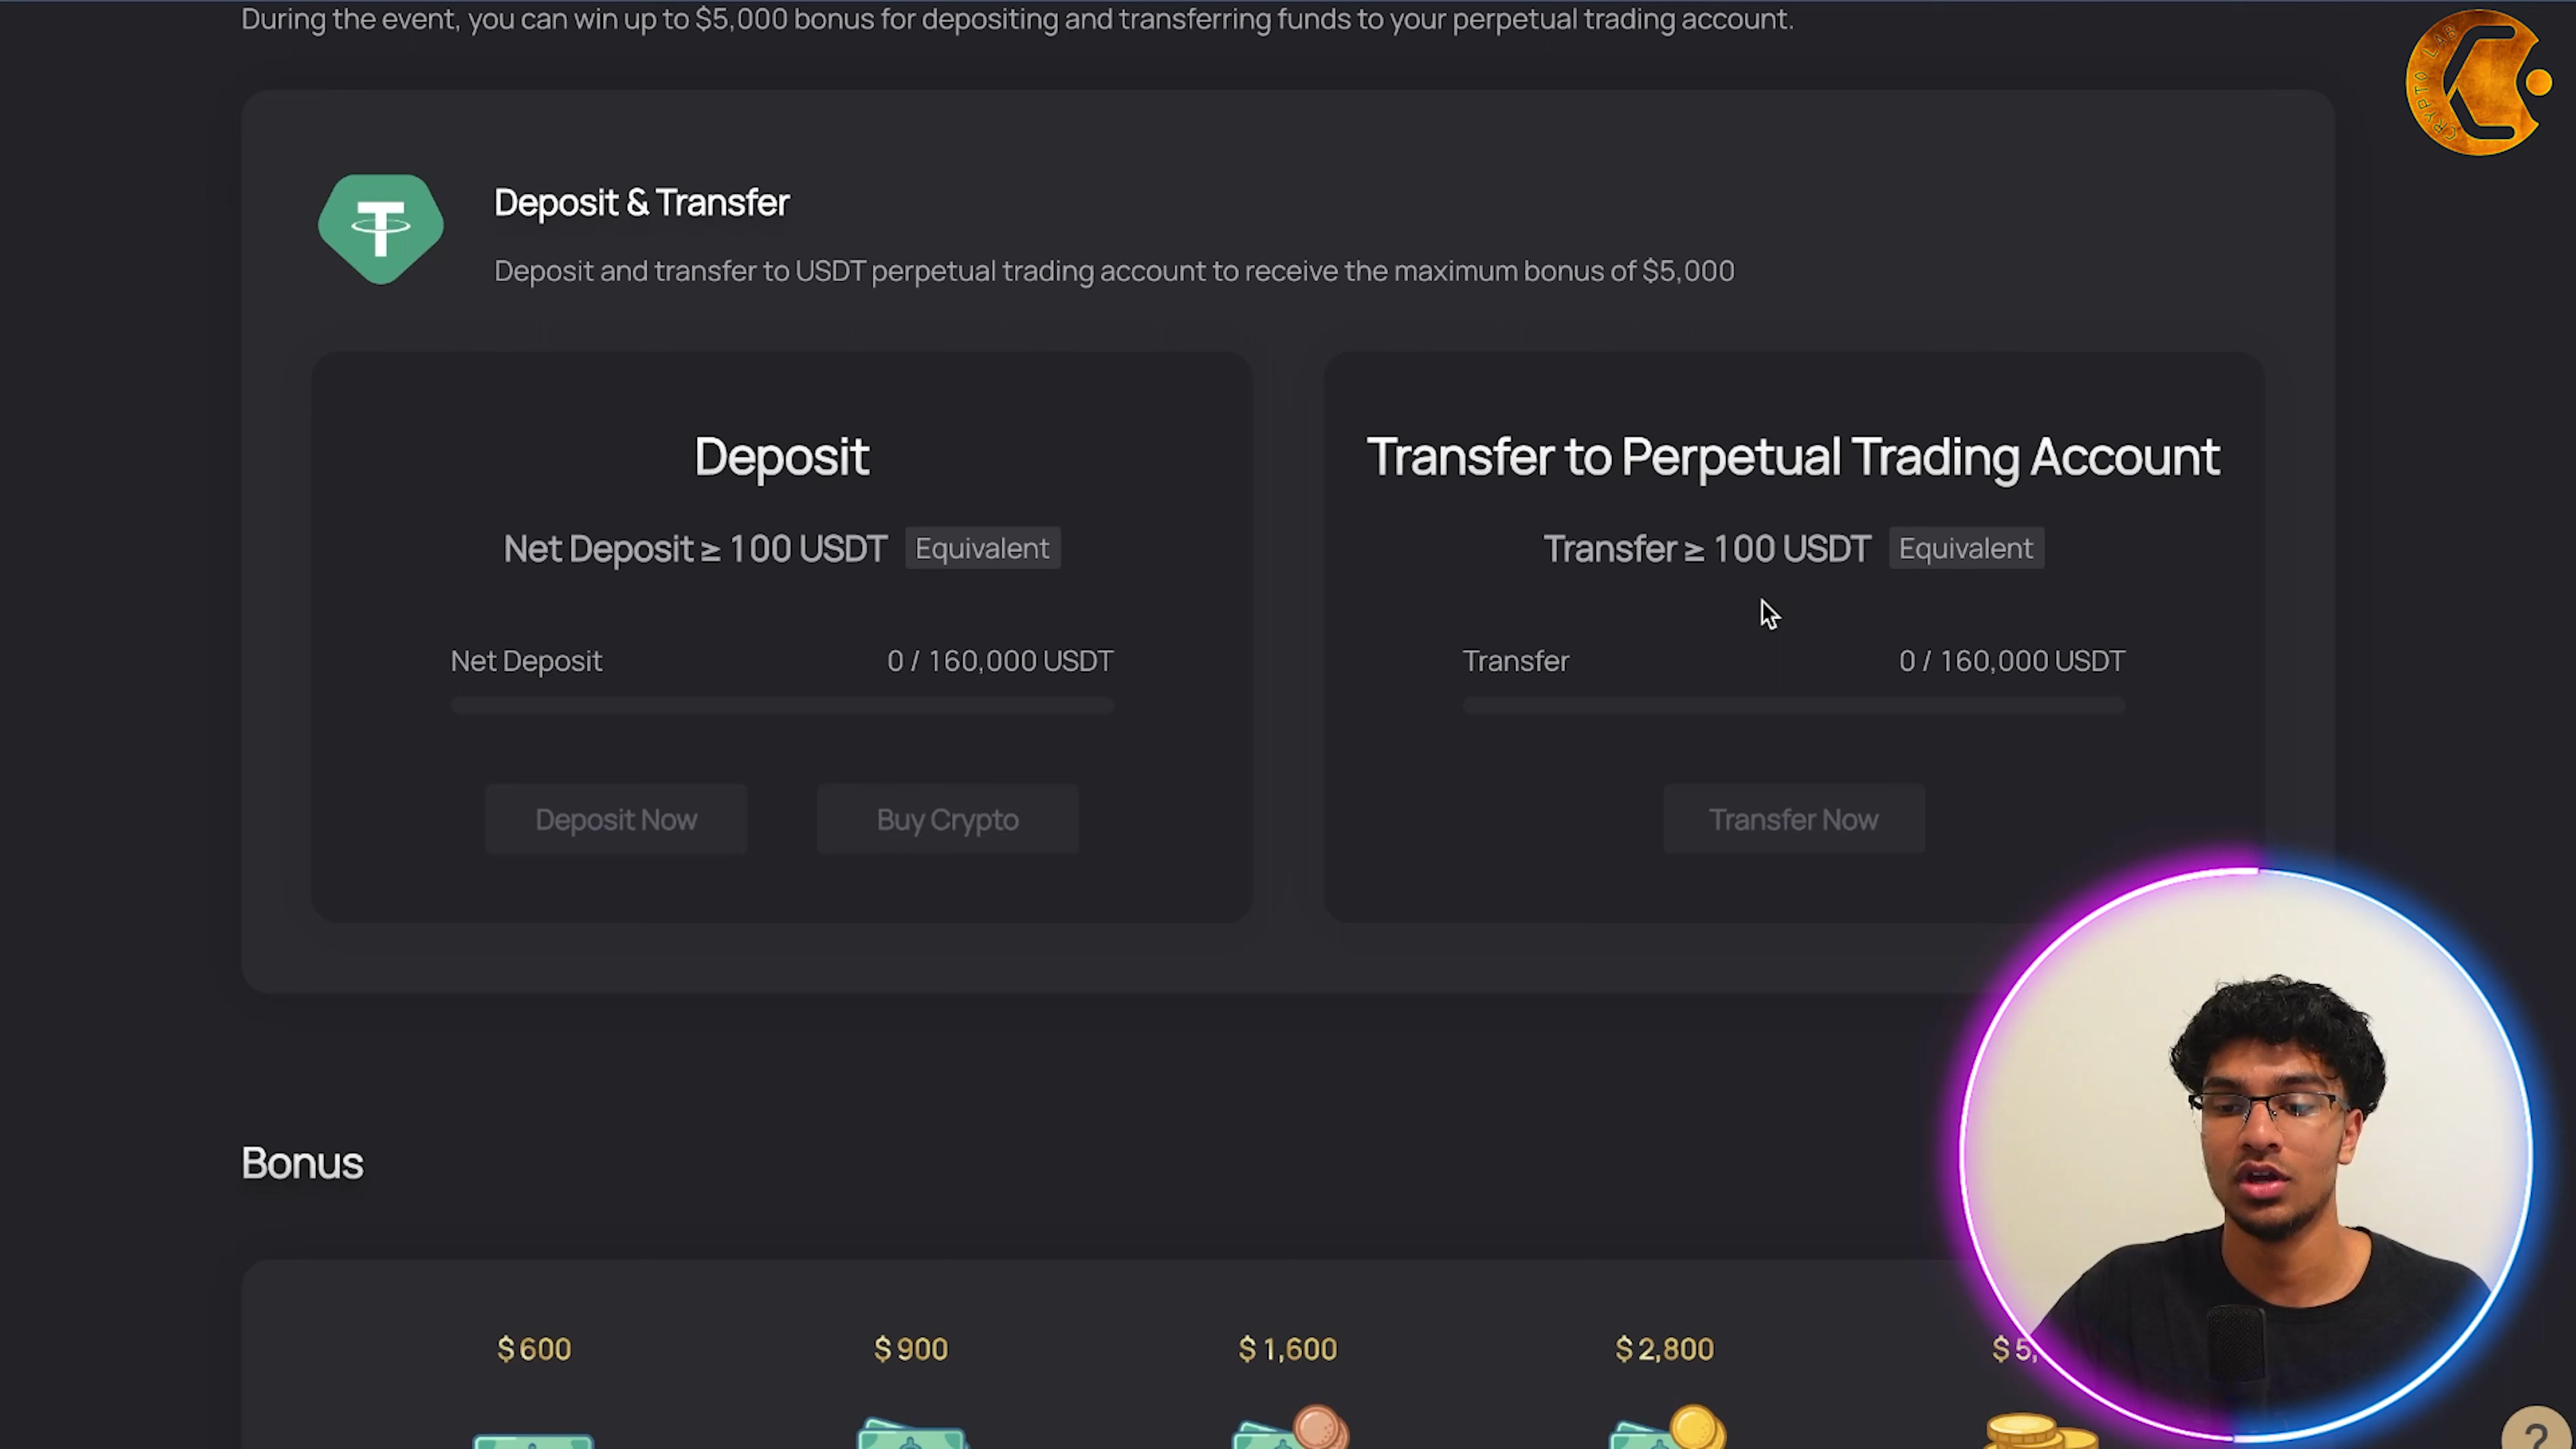 During the event, you can win up to $5,000 bonus for depositing and transferring funds to your perpetual trading account.
CRYPTO LAB
Deposit & Transfer
Deposit and transfer to USDT perpetual trading account to receive the maximum bonus of $5,000
Deposit
Net Deposit ≥ 100 USDT Equivalent
Net Deposit 0 / 160,000 USDT
Deposit Now Buy Crypto
Transfer to Perpetual Trading Account
Transfer ≥ 100 USDT Equivalent
Transfer 0 / 160,000 USDT
Transfer Now
Bonus
$600 $900 $1,600 $2,800 $5,
?